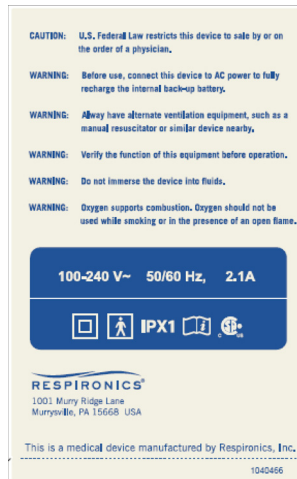 CAUTION: U.S. Federal Law restricts this device to sale by or on
the order of a physician.
WARNING: Before use, connect this device to AC power to fully
recharge the internal back-up battery.
WARNING: Alway have alternate ventilation equipment, such as a
manual resuscitator or similar device nearby.
WARNING: Verify the function of this equipment before operation.
WARNING: Do not immerse the device into fluids.
WARNING: Oxygen supports combustion. Oxygen should not be
used while smoking or in the presence of an open flame.
100-240 V~ 50/60 Hz, 2.1A
IPX1 i C US
RESPIRONICS®
1001 Murry Ridge Lane
Murrysville, PA 15668 USA
This is a medical device manufactured by Respironics, Inc.
1040466